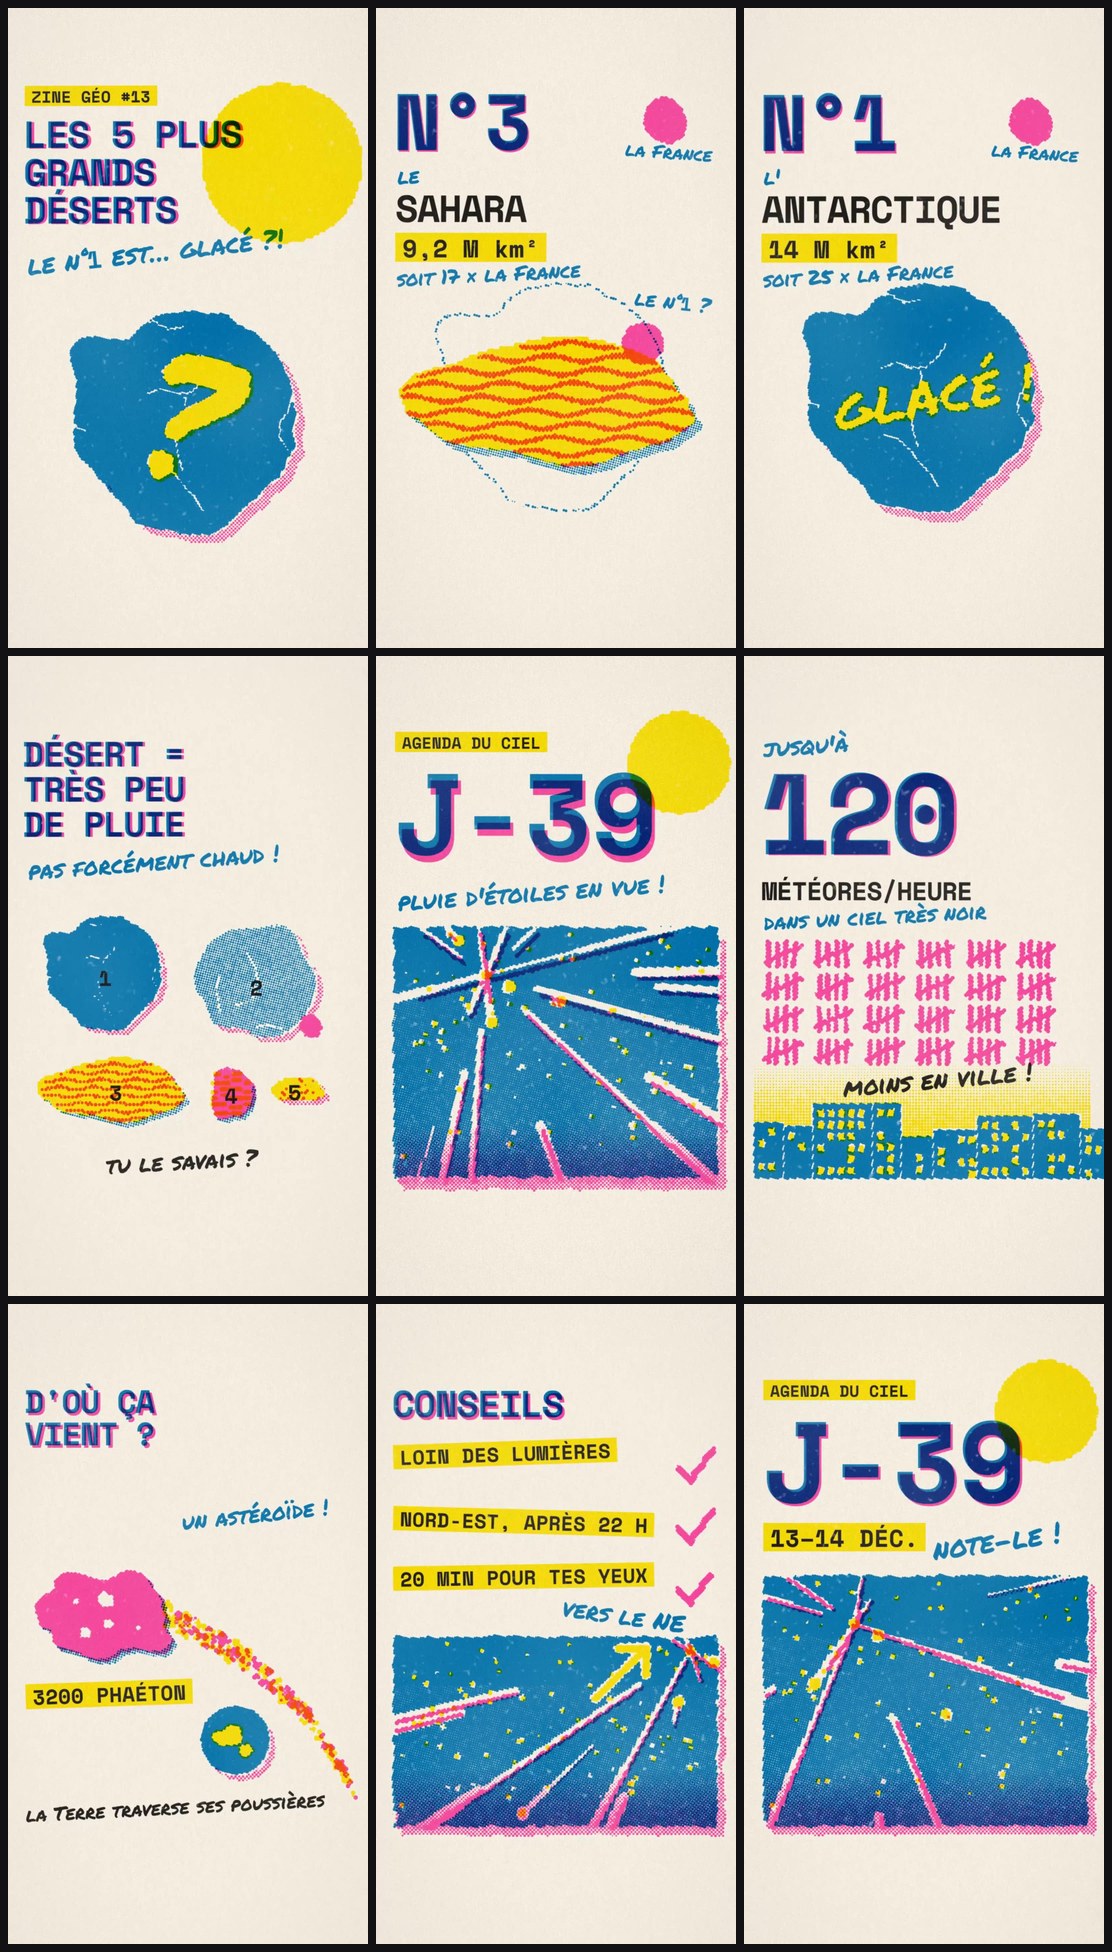 ZINE GÉO #13
LES 5 PLUS
GRANDS
DÉSERTS
LE N°1 EST... GLACÉ ?!
?
N°3
LA FRANCE
LE
SAHARA
9,2 M km²
SOIT 17 x LA FRANCE
LE N°1 ?
N°1
LA FRANCE
L'
ANTARCTIQUE
14 M km²
SOIT 25 x LA FRANCE
GLACÉ !
DÉSERT =
TRÈS PEU
DE PLUIE
PAS FORCÉMENT CHAUD !
1
2
3
4
5
TU LE SAVAIS ?
AGENDA DU CIEL
J-39
PLUIE D'ÉTOILES EN VUE !
JUSQU'À
120
MÉTÉORES/HEURE
DANS UN CIEL TRÈS NOIR
MOINS EN VILLE !
D'OÙ ÇA
VIENT ?
UN ASTÉROÏDE !
3200 PHAÉTON
LA TERRE TRAVERSE SES POUSSIÈRES
CONSEILS
LOIN DES LUMIÈRES
NORD-EST, APRÈS 22 H
20 MIN POUR TES YEUX
VERS LE NE
AGENDA DU CIEL
J-39
13-14 DÉC.
NOTE-LE !